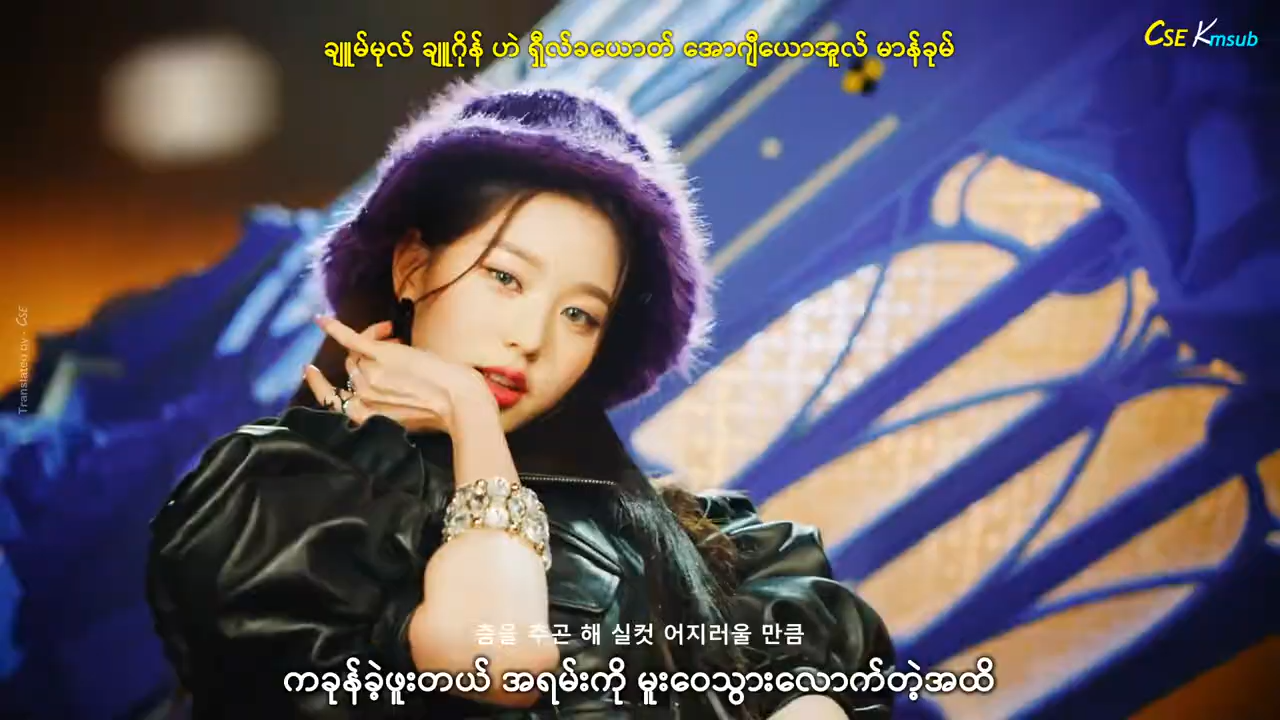 ချူမ်မုလ် ချူဂိုန် ဟဲ ရှီလ်ခယောတ် အောဂျီယောအူလ် မာန်ခုမ်
CSE Kmsub
Translated by - CSE
춤을 추곤 해 실컷 어지러울 만큼
ကခုန်ခဲ့ဖူးတယ် အရမ်းကို မူးဝေသွားလောက်တဲ့အထိ